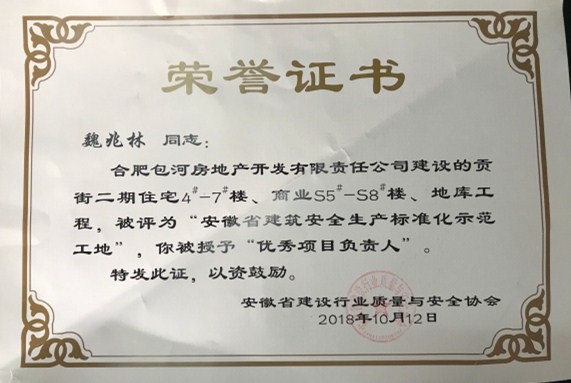 荣誉证书
魏兆林 同志：
合肥包河房地产开发有限责任公司建设的贡
街二期住宅4#-7#楼、商业S5#-S8#楼、地库工
程，被评为“安徽省建筑安全生产标准化示范
工地”，你被授予“优秀项目负责人”。
特发此证，以资鼓励。
安徽省建设行业质量与安全协会
2018年10月12日